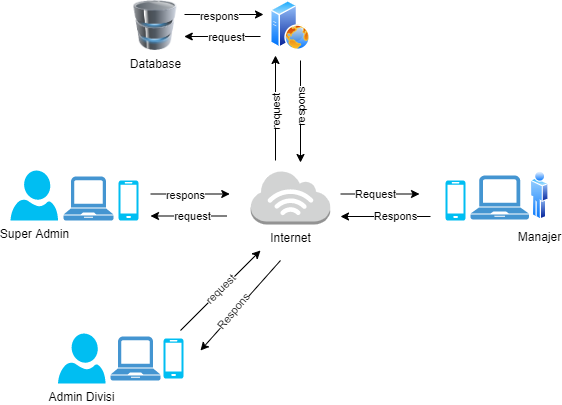 respons
request
Database
request
respons
respons
request
Super Admin
Request
Respons
Internet
Manajer
request
Respons
Admin Divisi